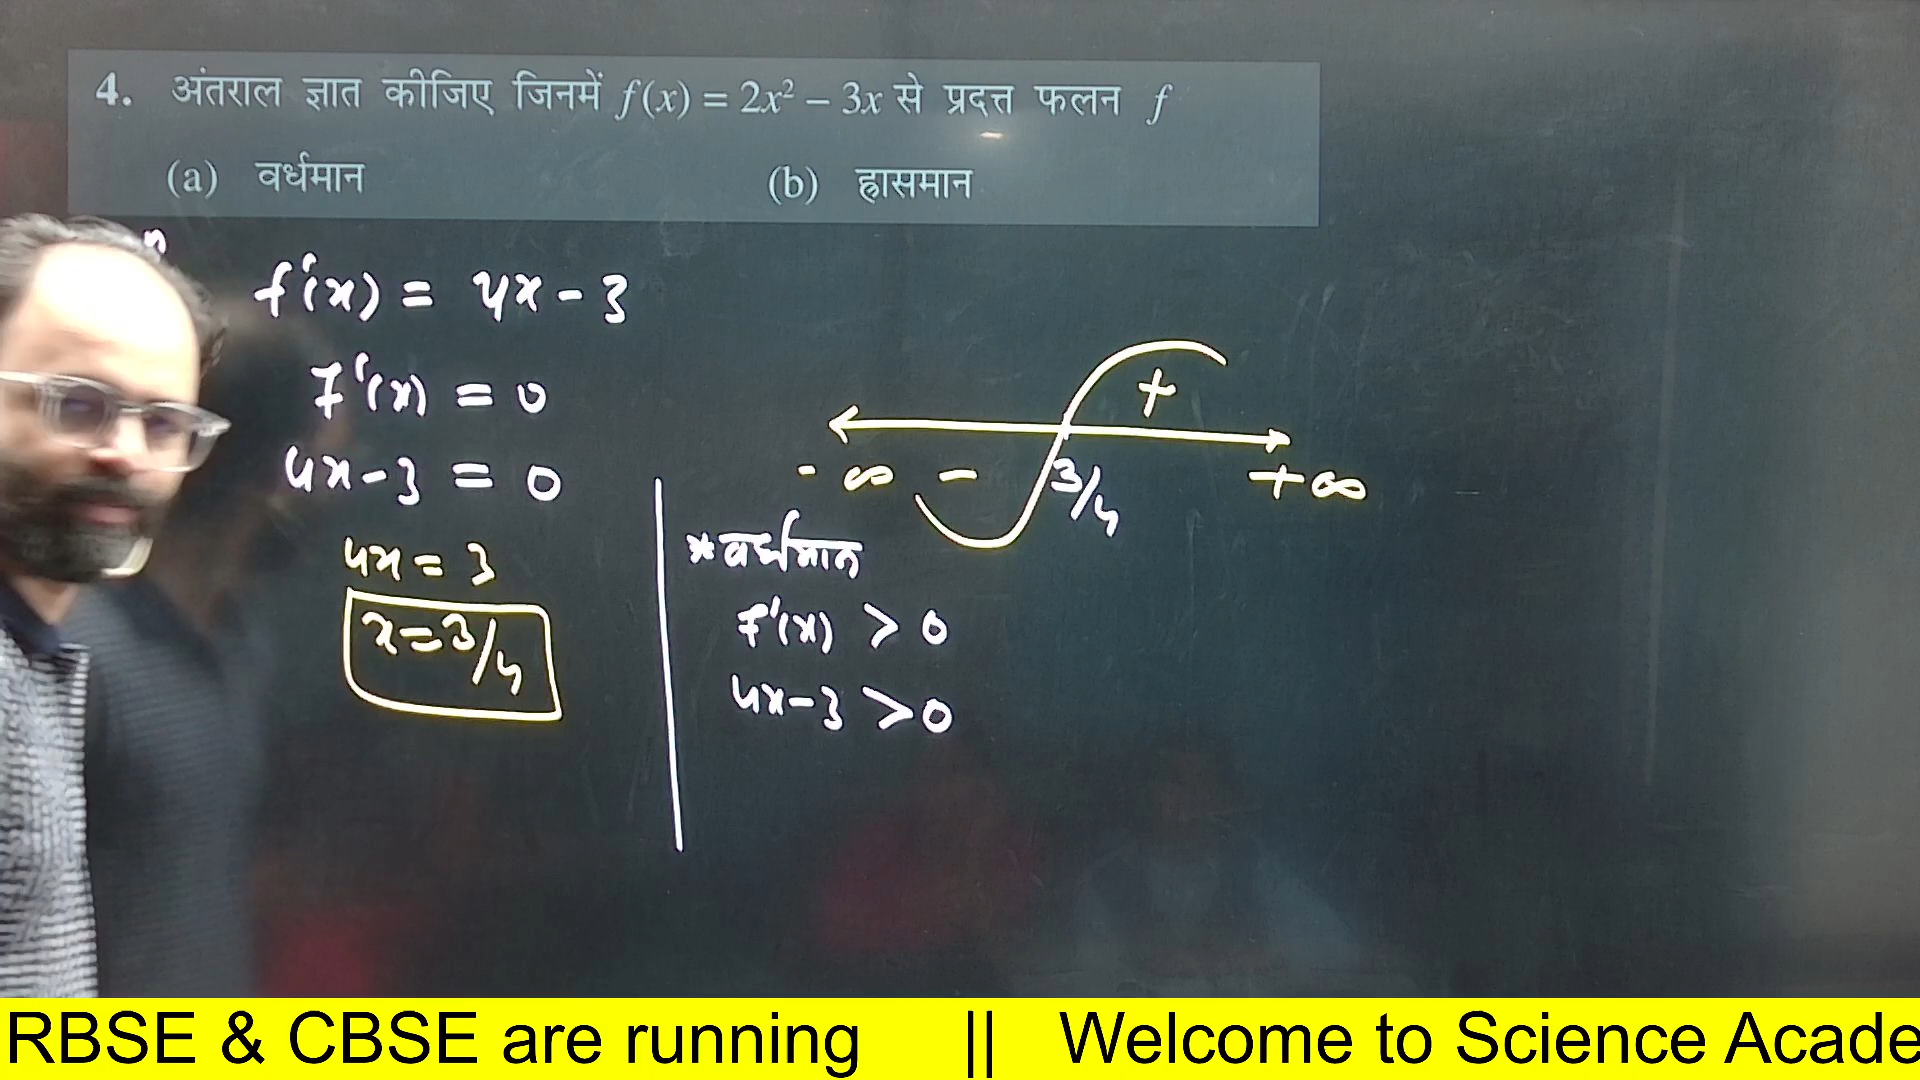 4. अंतराल ज्ञात कीजिए जिनमें f(x) = 2x² – 3x से प्रदत्त फलन f
(a) वर्धमान (b) ह्रासमान
f'(x) = 4x - 3
f'(x) = 0
4x - 3 = 0
4x = 3
x = 3/4
+
- ∞ - 3/4 + ∞
* वर्धमान
f'(x) > 0
4x - 3 > 0
RBSE & CBSE are running || Welcome to Science Acade